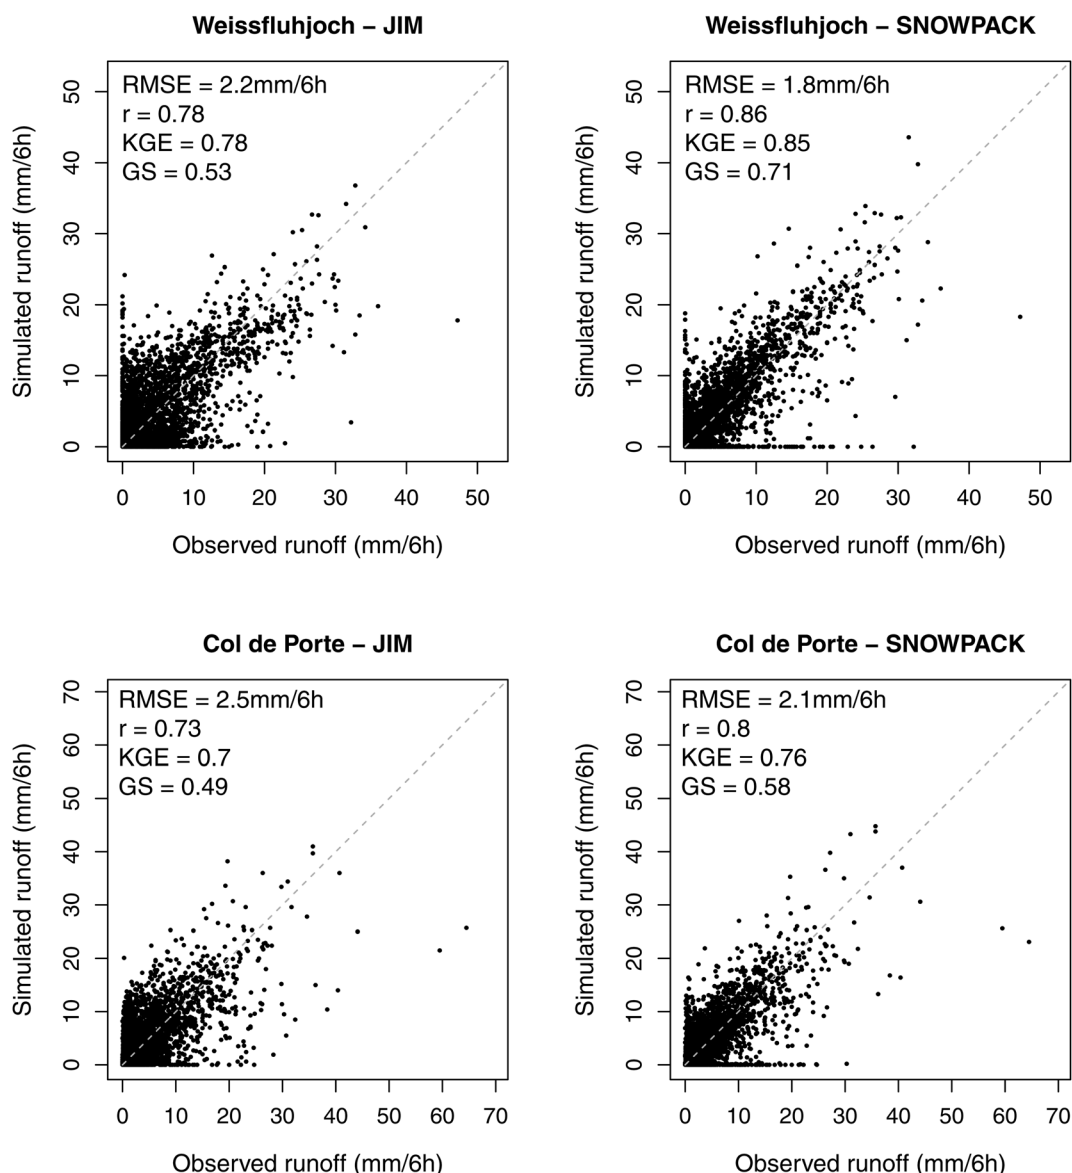 Weissfluhjoch – JIM
RMSE = 2.2mm/6h
r = 0.78
KGE = 0.78
GS = 0.53
Simulated runoff (mm/6h)
50
40
30
20
10
0
0 10 20 30 40 50
Observed runoff (mm/6h)
Weissfluhjoch – SNOWPACK
RMSE = 1.8mm/6h
r = 0.86
KGE = 0.85
GS = 0.71
Simulated runoff (mm/6h)
50
40
30
20
10
0
0 10 20 30 40 50
Observed runoff (mm/6h)
Col de Porte – JIM
RMSE = 2.5mm/6h
r = 0.73
KGE = 0.7
GS = 0.49
Simulated runoff (mm/6h)
70
60
50
40
30
20
10
0
0 10 20 30 40 50 60 70
Observed runoff (mm/6h)
Col de Porte – SNOWPACK
RMSE = 2.1mm/6h
r = 0.8
KGE = 0.76
GS = 0.58
Simulated runoff (mm/6h)
70
60
50
40
30
20
10
0
0 10 20 30 40 50 60 70
Observed runoff (mm/6h)